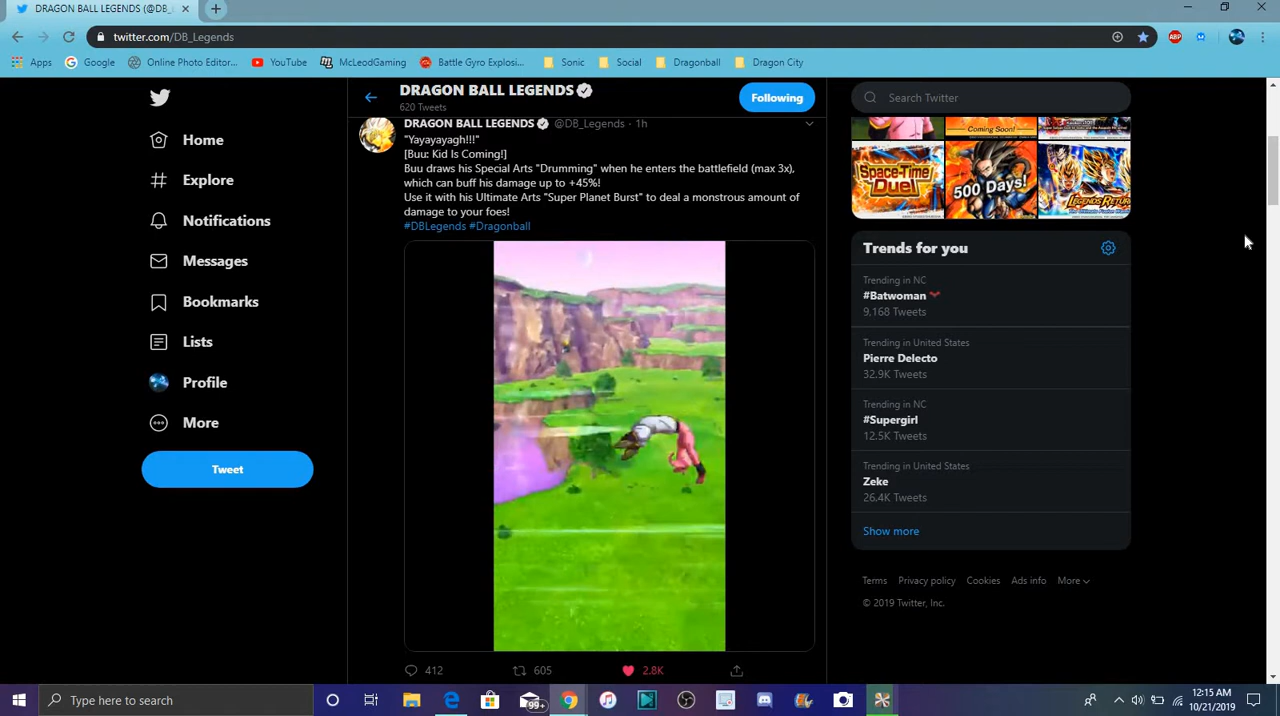 DRAGON BALL LEGENDS (@DB_L
twitter.com/DB_Legends
ABP
Apps
Google
Online Photo Editor...
YouTube
McLeodGaming
Battle Gyro Explosi...
Sonic
Social
Dragonball
Dragon City
DRAGON BALL LEGENDS
620 Tweets
Following
Search Twitter
Home
Explore
Notifications
Messages
Bookmarks
Lists
Profile
More
Tweet
DRAGON BALL LEGENDS @DB_Legends · 1h
"Yayayayagh!!!"
[Buu: Kid Is Coming!]
Buu draws his Special Arts "Drumming" when he enters the battlefield (max 3x),
which can buff his damage up to +45%!
Use it with his Ultimate Arts "Super Planet Burst" to deal a monstrous amount of
damage to your foes!
#DBLegends #Dragonball
412
605
2.8K
Coming Soon!
Space-Time
Duel
500 Days!
LEGENDS RETUR
Trends for you
Trending in NC
#Batwoman
9,168 Tweets
Trending in United States
Pierre Delecto
32.9K Tweets
Trending in NC
#Supergirl
12.5K Tweets
Trending in United States
Zeke
26.4K Tweets
Show more
Terms
Privacy policy
Cookies
Ads info
More
© 2019 Twitter, Inc.
Type here to search
99+
:15 AM
10/21/2019